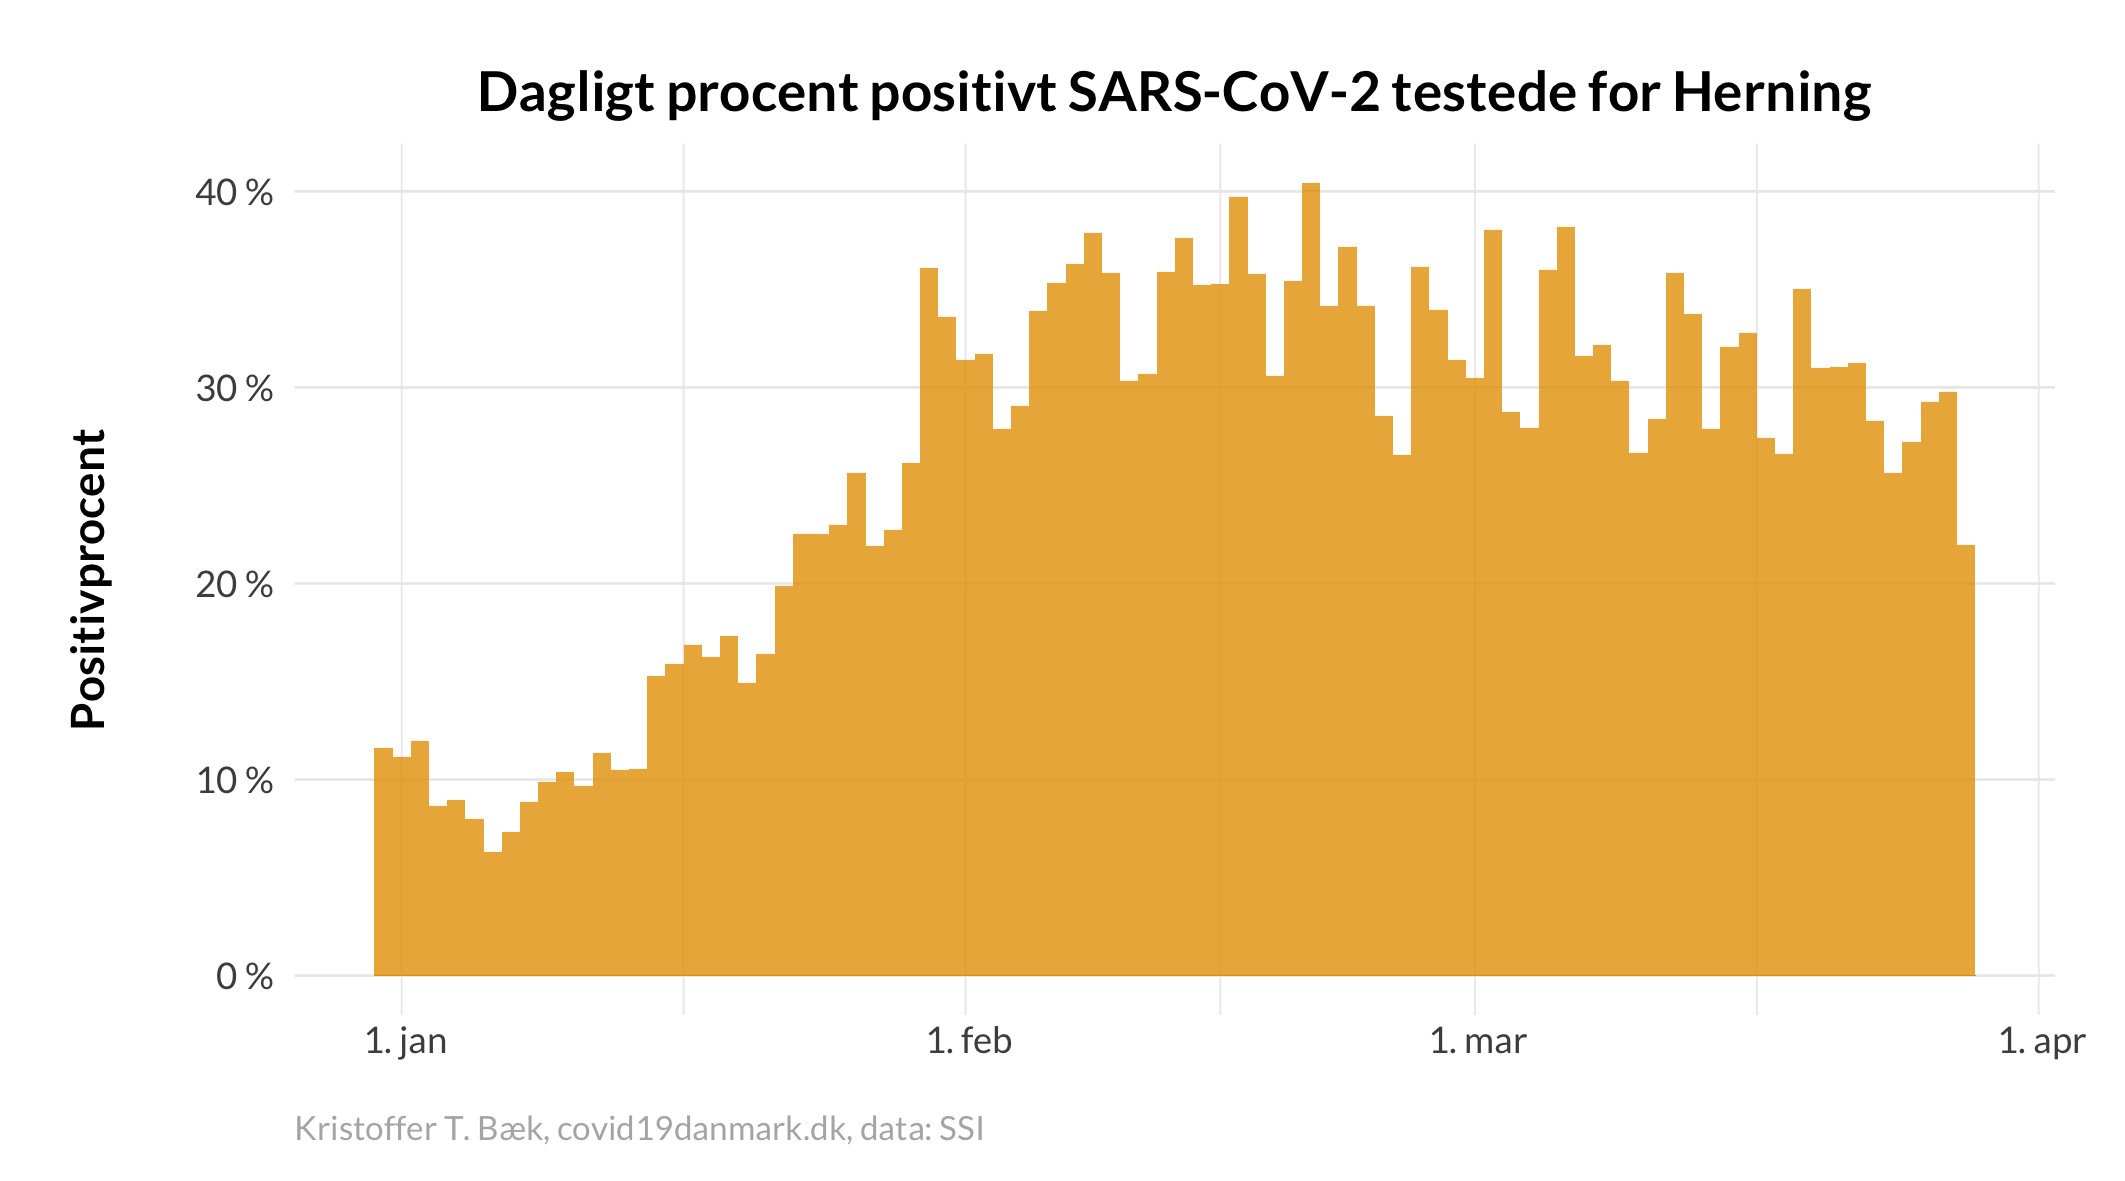 Dagligt procent positivt SARS-CoV-2 testede for Herning
Positivprocent
40 %
30 %
20 %
10 %
0 %
1. jan
1. feb
1. mar
1. apr
Kristoffer T. Bæk, covid19danmark.dk, data: SSI